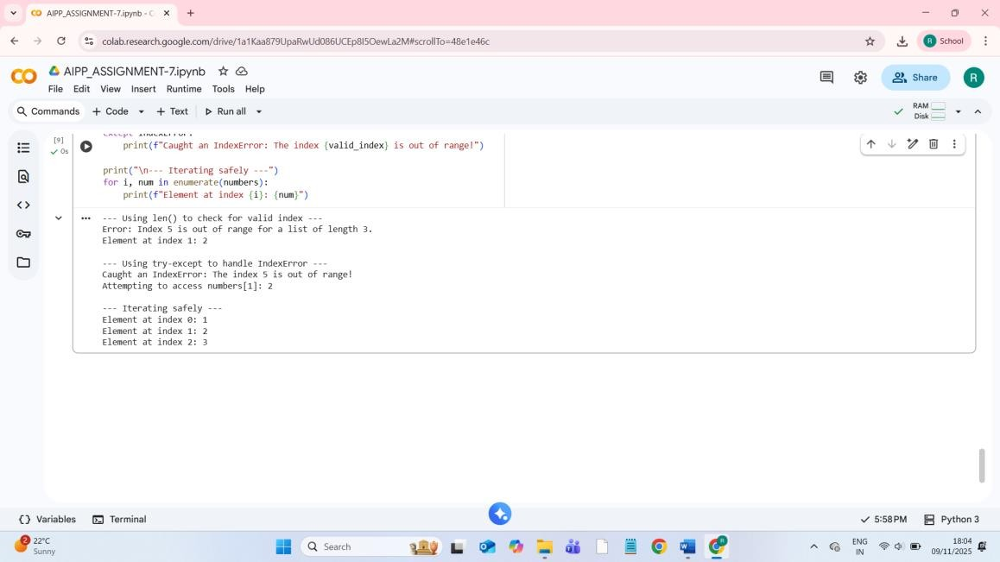 AIPP_ASSIGNMENT-7.ipynb - C
colab.research.google.com/drive/1a1Kaa879UpaRwUd086UCEp8I5OewLa2M#scrollTo=48e1e46c
R School
AIPP_ASSIGNMENT-7.ipynb
Share
R
File Edit View Insert Runtime Tools Help
Commands + Code + Text Run all
RAM
Disk
[9]
0s
except IndexError:
print(f"Caught an IndexError: The index {valid_index} is out of range!")
print("\n--- Iterating safely ---")
for i, num in enumerate(numbers):
print(f"Element at index {i}: {num}")
--- Using len() to check for valid index ---
Error: Index 5 is out of range for a list of length 3.
Element at index 1: 2
--- Using try-except to handle IndexError ---
Caught an IndexError: The index 5 is out of range!
Attempting to access numbers[1]: 2
--- Iterating safely ---
Element at index 0: 1
Element at index 1: 2
Element at index 2: 3
{} Variables Terminal
5:58 PM Python 3
2
22°C
Sunny
Search
R
ENG
IN
18:04
09/11/2025